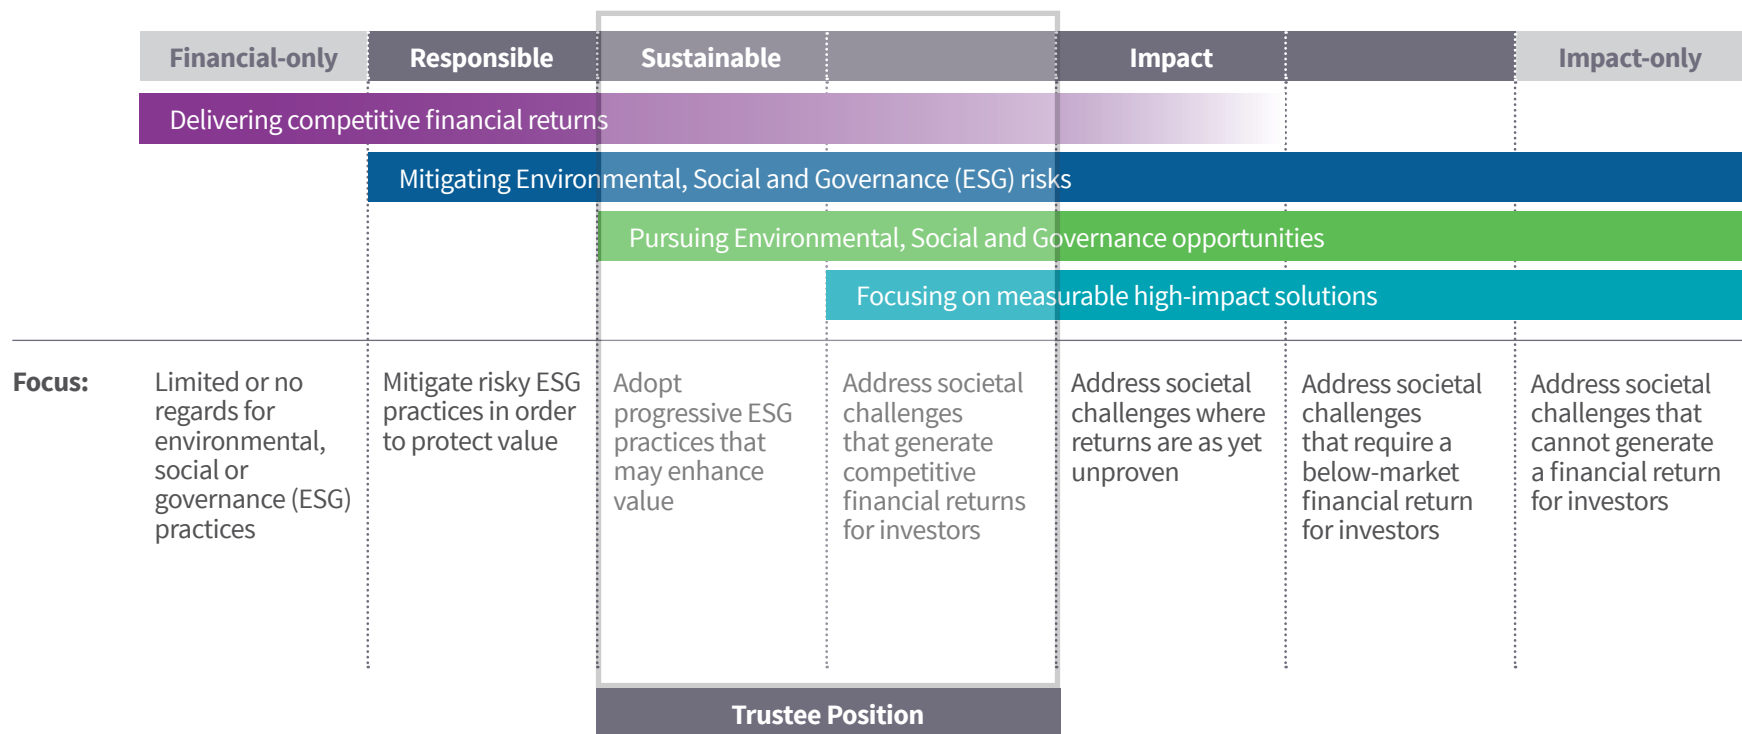 Financial-only
Responsible
Sustainable
Impact
Impact-only
Delivering competitive financial returns
Mitigating Environmental, Social and Governance (ESG) risks
Pursuing Environmental, Social and Governance opportunities
Focusing on measurable high-impact solutions
Focus:
Limited or no
regards for
environmental,
social or
governance (ESG)
practices
Mitigate risky ESG
practices in order
to protect value
Adopt
progressive ESG
practices that
may enhance
value
Address societal
challenges
that generate
competitive
financial returns
for investors
Address societal
challenges where
returns are as yet
unproven
Address societal
challenges
that require a
below-market
financial return
for investors
Address societal
challenges that
cannot generate
a financial return
for investors
Trustee Position